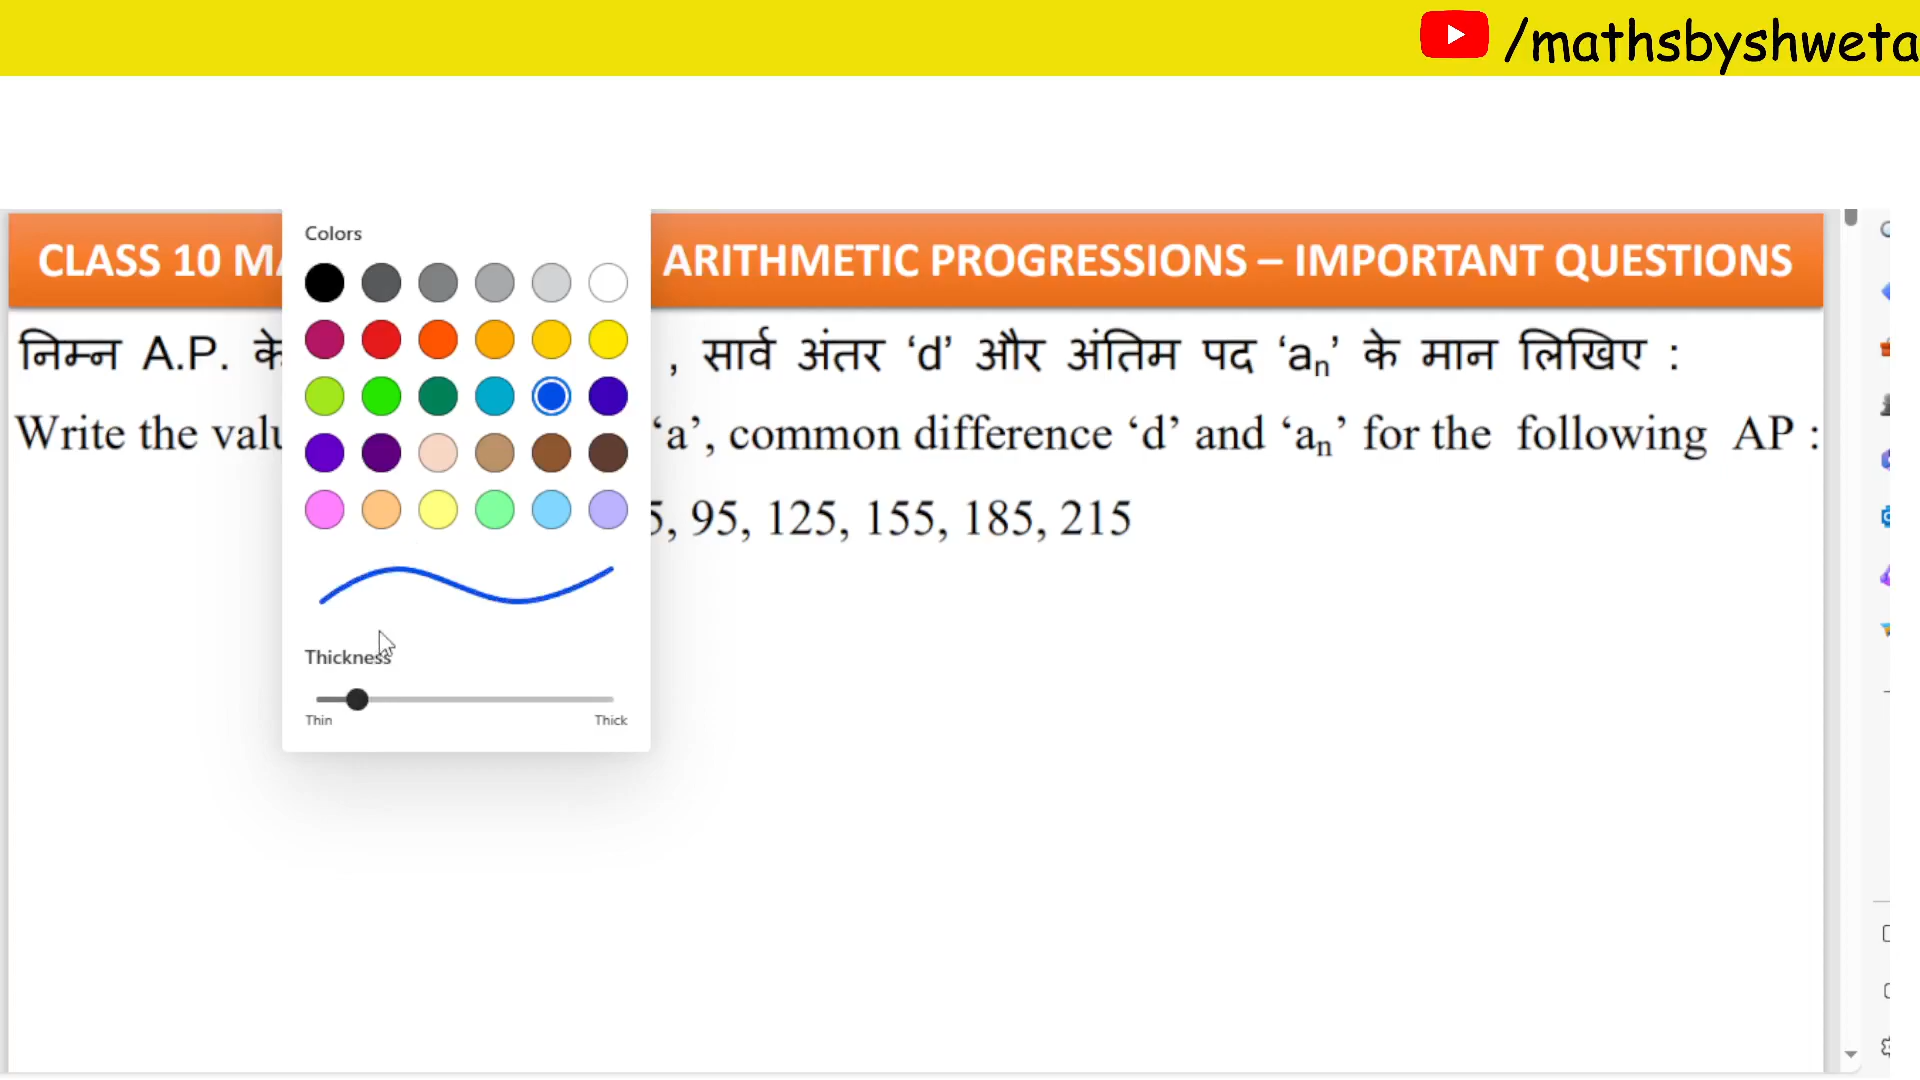 /mathsbyshweta
Colors
CLASS 10 ARITHMETIC PROGRESSIONS – IMPORTANT QUESTIONS
निम्न A.P. के , सार्व अंतर ‘d’ और अंतिम पद ‘an’ के मान लिखिए :
Write the ‘a’, common difference ‘d’ and ‘an’ for the following AP :
5, 95, 125, 155, 185, 215
Thickness
Thin Thick